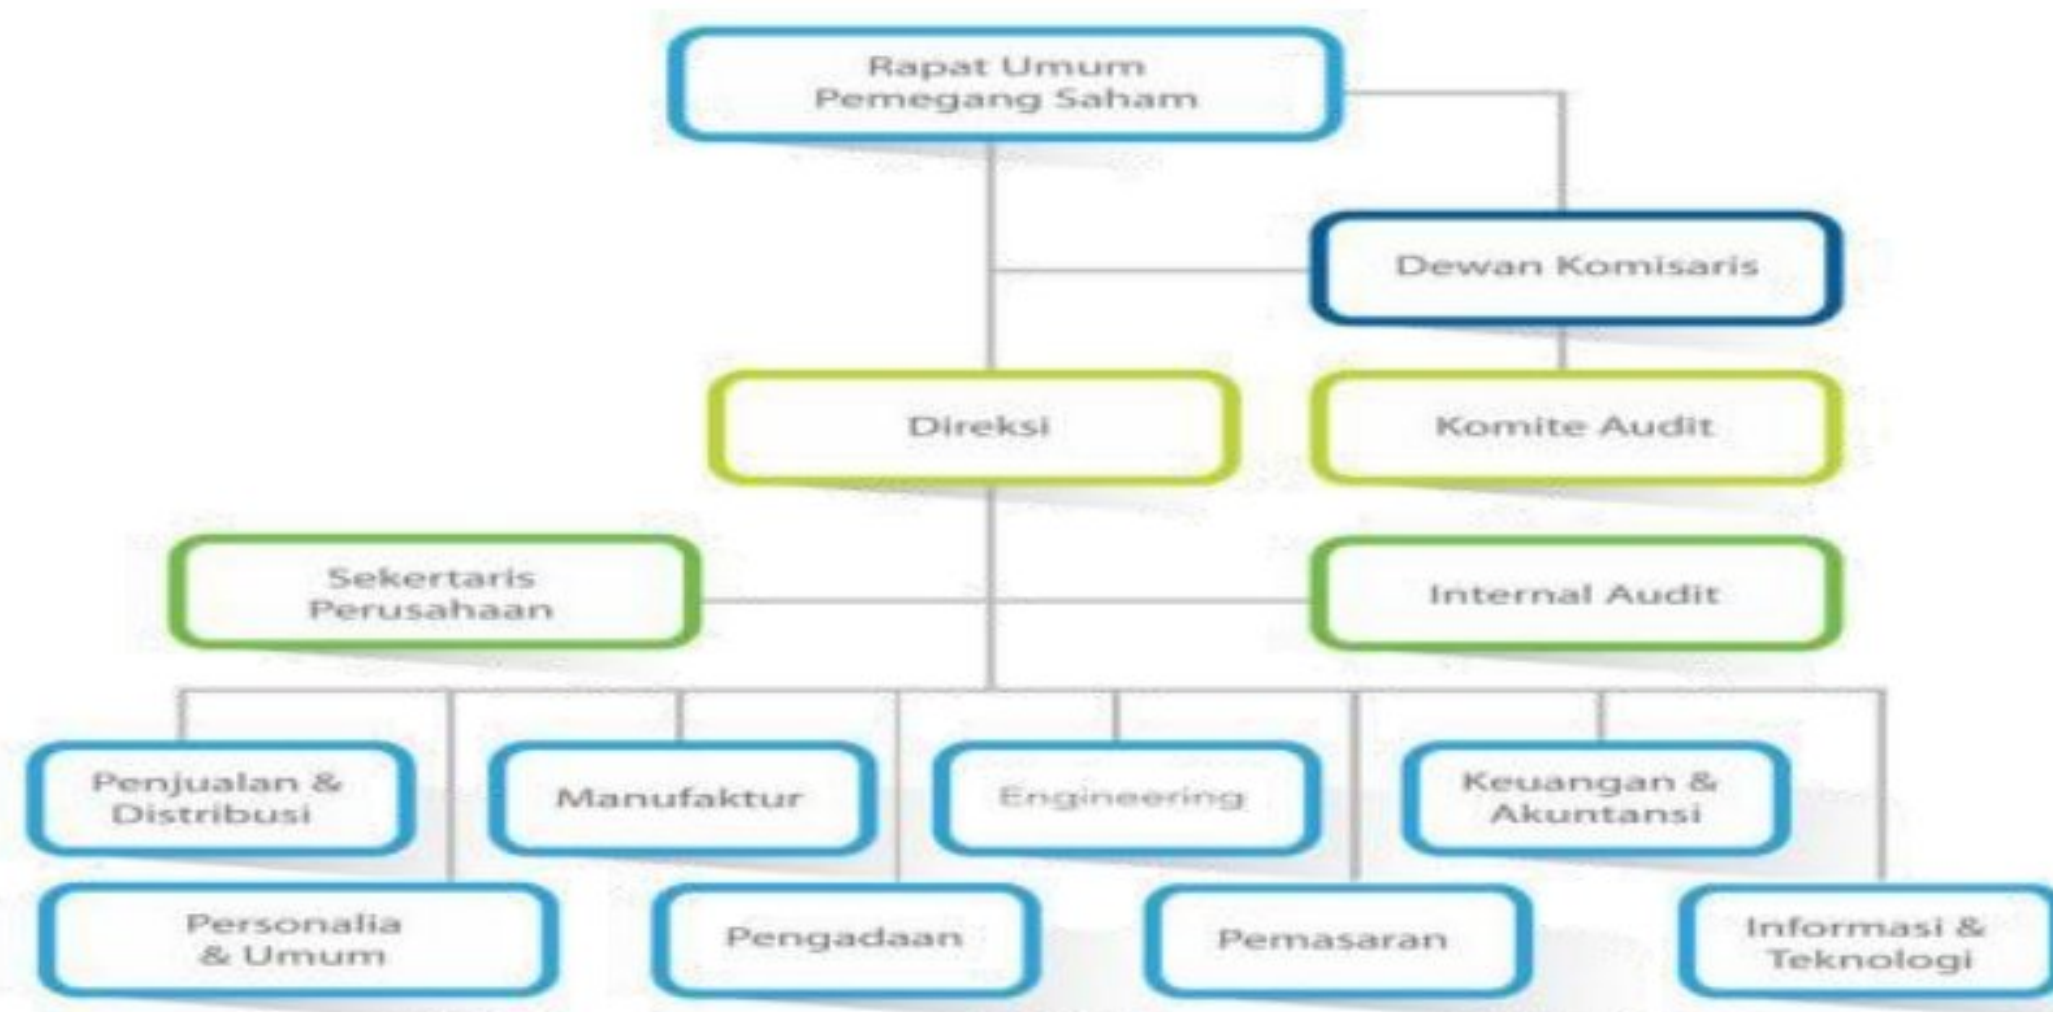 Rapat Umum
Pemegang Saham
Dewan Komisaris
Direksi
Komite Audit
Sekertaris
Perusahaan
Internal Audit
Penjualan &
Distribusi
Manufaktur
Engineering
Keuangan &
Akuntansi
Personalia
& Umum
Pengadaan
Pemasaran
Informasi &
Teknologi